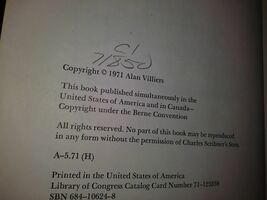 Copyright © 1971 Alan Villiers
This book published simultaneously in the
United States of America and in Canada—
Copyright under the Berne Convention
All rights reserved. No part of this book may be reproduced
in any form without the permission of Charles Scribner's Sons.
A–5.71 (H)
Printed in the United States of America
Library of Congress Catalog Card Number
SBN 684–10624–8